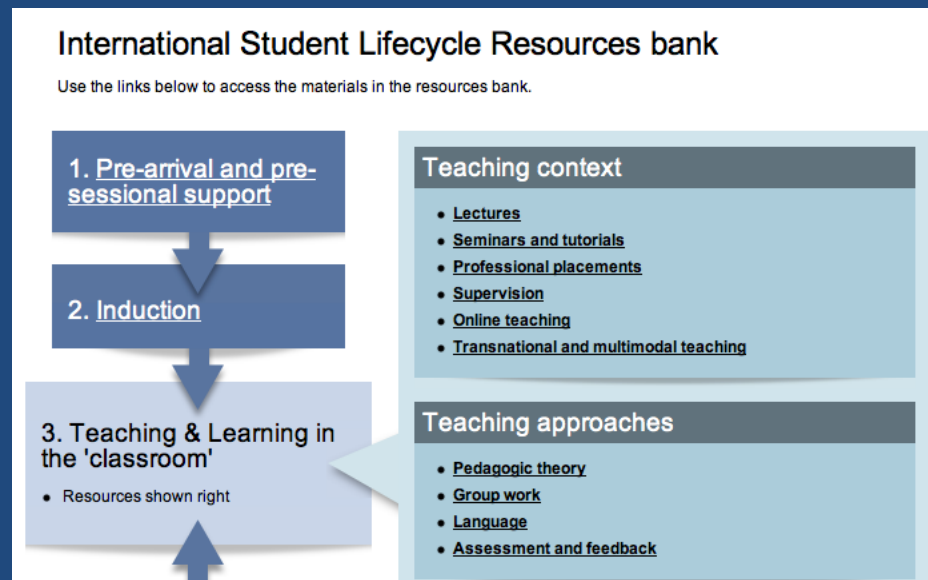 International Student Lifecycle Resources bank
Use the links below to access the materials in the resources bank.
1. Pre-arrival and pre-
sessional support
2. Induction
3. Teaching & Learning in
the 'classroom'
• Resources shown right
Teaching context
• Lectures
• Seminars and tutorials
• Professional placements
• Supervision
• Online teaching
• Transnational and multimodal teaching
Teaching approaches
• Pedagogic theory
• Group work
• Language
• Assessment and feedback